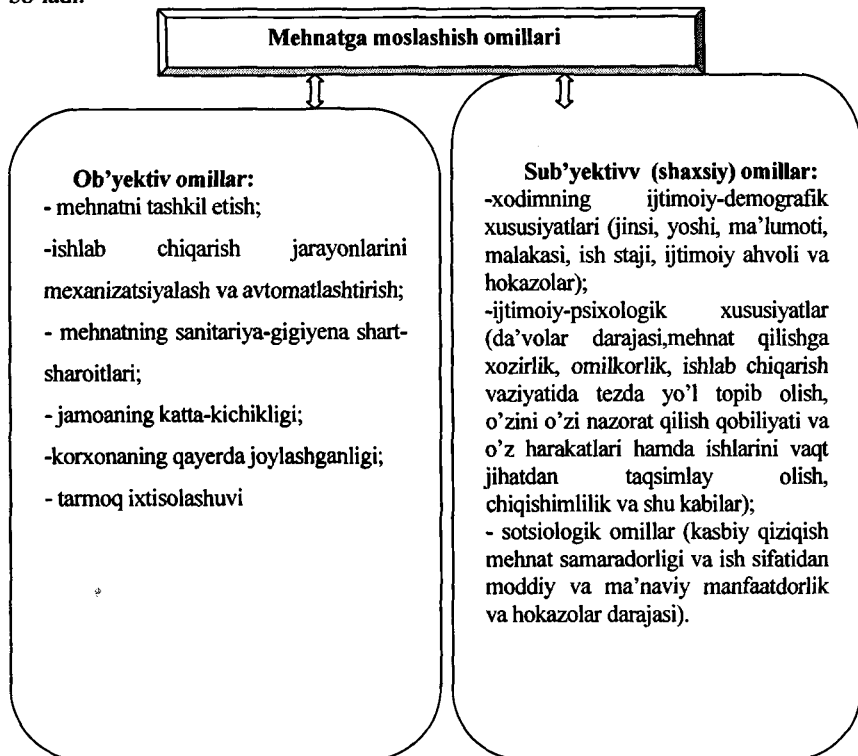 Mehnatga moslashish omillari
Ob'yektiv omillar:
- mehnatni tashkil etish;
-ishlab chiqarish jarayonlarini
mexanizatsiyalash va avtomatlashtirish;
- mehnatning sanitariya-gigiyena shart-
sharoitlari;
- jamoaning katta-kichikligi;
-korxonaning qayerda joylashganligi;
- tarmoq ixtisolashuvi
Sub'yektivv (shaxsiy) omillar:
-xodimning ijtimoiy-demografik
xususiyatlari (jinsi, yoshi, ma'lumoti,
malakasi, ish staji, ijtimoiy ahvoli va
hokazolar);
-ijtimoiy-psixologik xususiyatlar
(da'volar darajasi,mehnat qilishga
xozirlik, omilkorlik, ishlab chiqarish
vaziyatida tezda yo'l topib olish,
o'zini o'zi nazorat qilish qobiliyati va
o'z harakatlari hamda ishlarini vaqt
jihatdan taqsimlay olish,
chiqishimlilik va shu kabilar);
- sotsiologik omillar (kasbiy qiziqish
mehnat samaradorligi va ish sifatidan
moddiy va ma'naviy manfaatdorlik
va hokazolar darajasi).